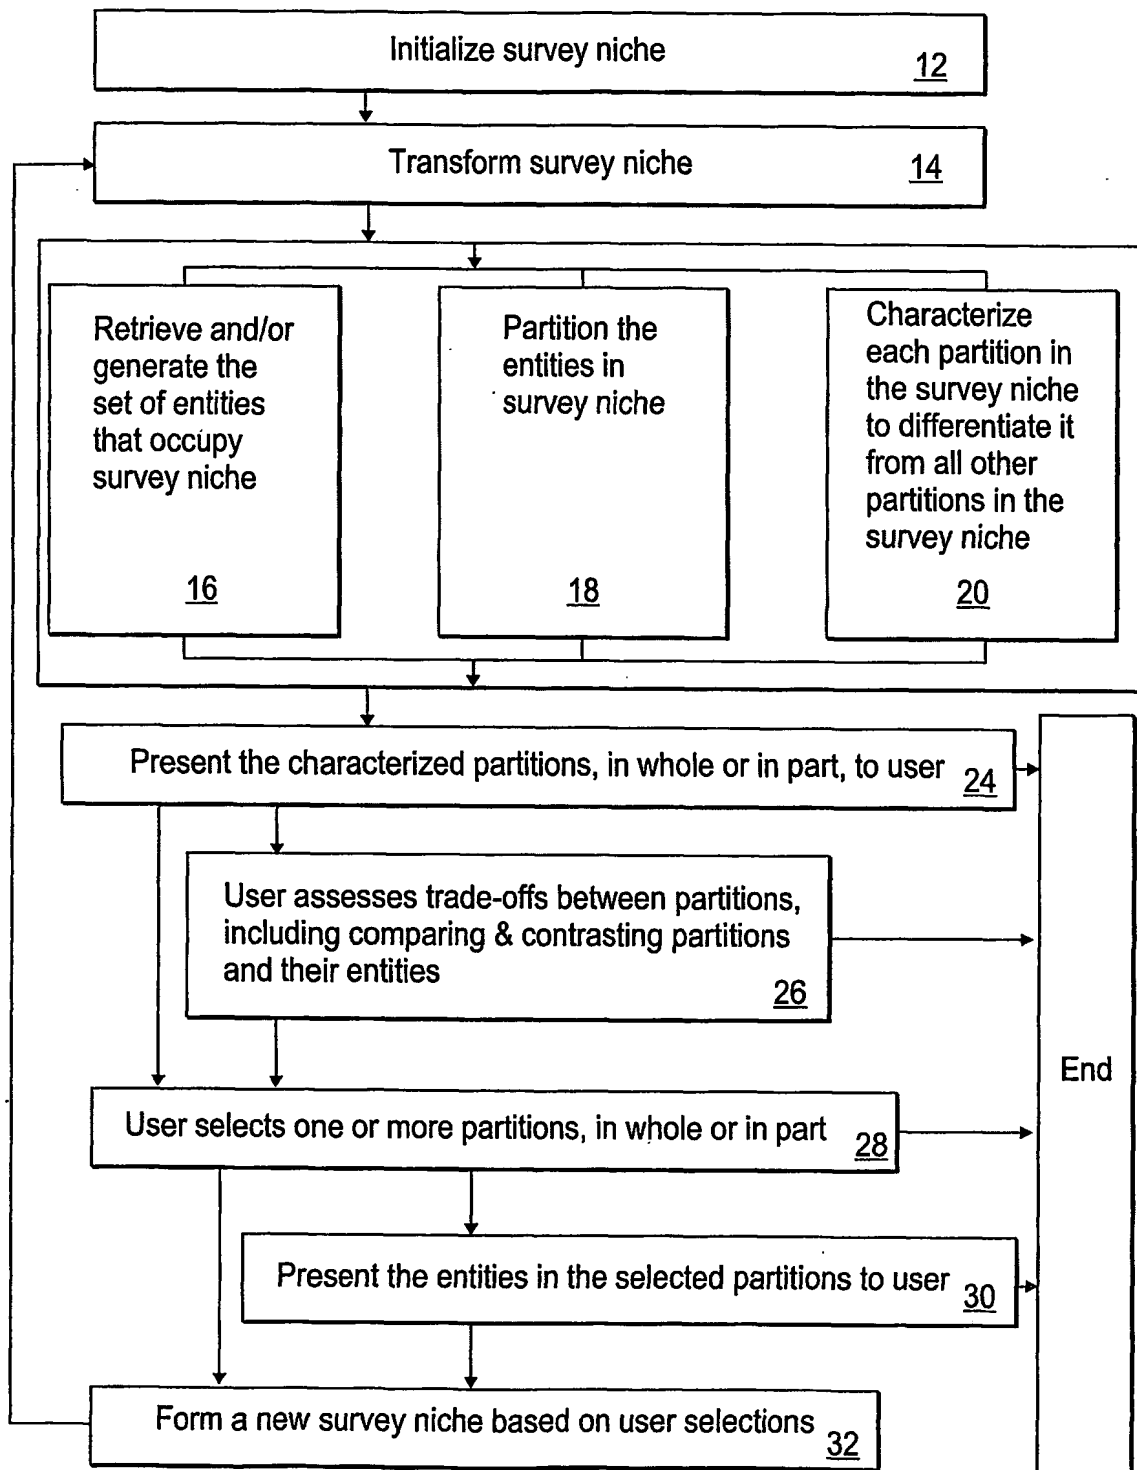 Initialize survey niche
12
Transform survey niche
14
Retrieve and/or
generate the
set of entities
that occupy
survey niche
16
Partition the
entities in
survey niche
18
Characterize
each partition in
the survey niche
to differentiate it
from all other
partitions in the
survey niche
20
Present the characterized partitions, in whole or in part, to user
24
User assesses trade-offs between partitions,
including comparing & contrasting partitions
and their entities
26
End
User selects one or more partitions, in whole or in part
28
Present the entities in the selected partitions to user
30
Form a new survey niche based on user selections
32